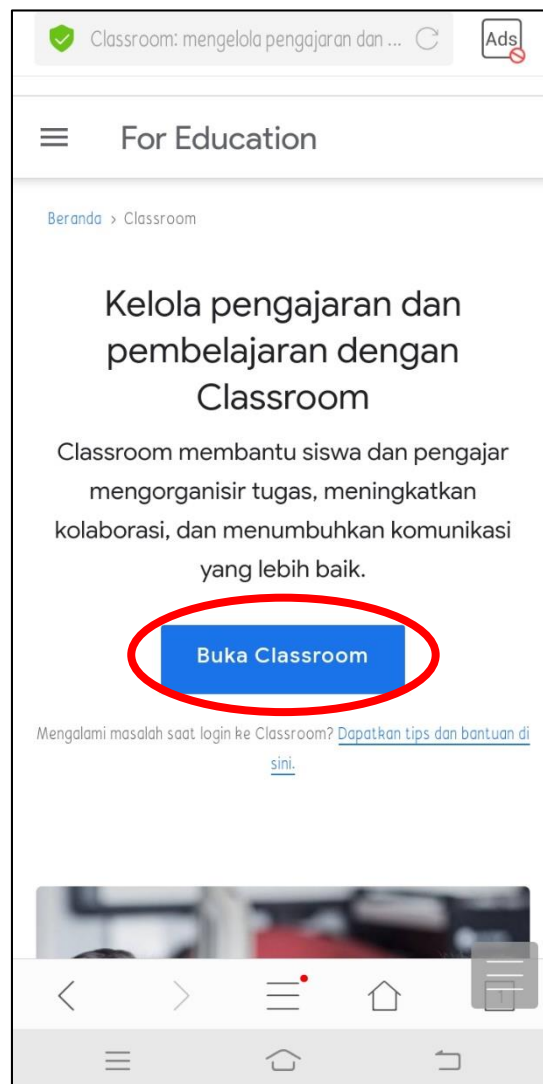 Classroom: mengelola pengajaran dan ...
Ads
For Education
Beranda > Classroom
Kelola pengajaran dan
pembelajaran dengan
Classroom
Classroom membantu siswa dan pengajar
mengorganisir tugas, meningkatkan
kolaborasi, dan menumbuhkan komunikasi
yang lebih baik.
Buka Classroom
Mengalami masalah saat login ke Classroom? Dapatkan tips dan bantuan di
sini.
1